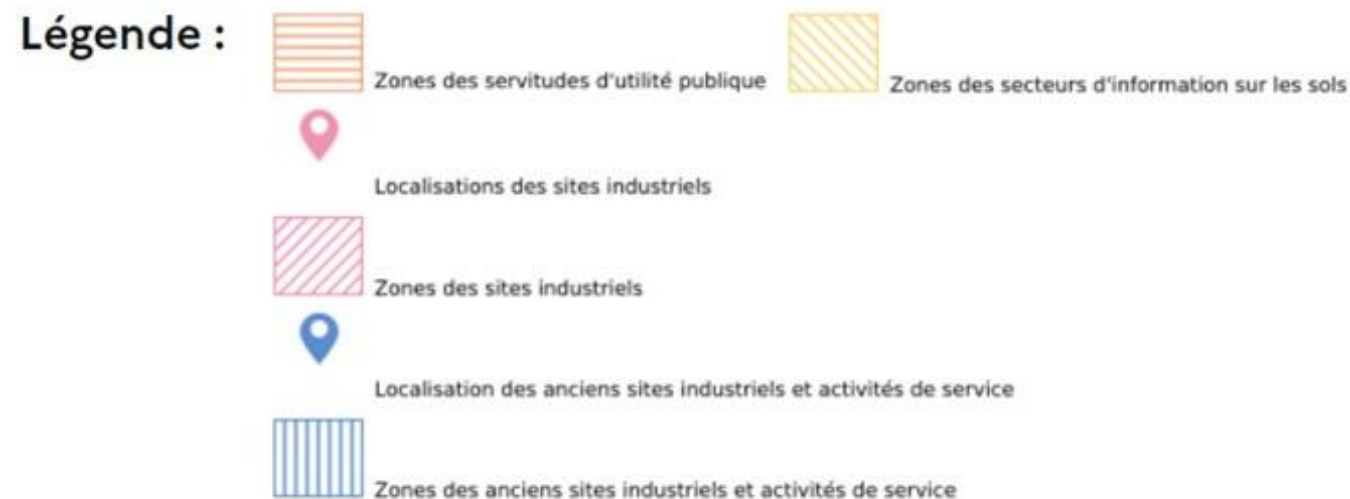 Légende :
Zones des servitudes d'utilité publique
Zones des secteurs d'information sur les sols
Localisations des sites industriels
Zones des sites industriels
Localisation des anciens sites industriels et activités de service
Zones des anciens sites industriels et activités de service